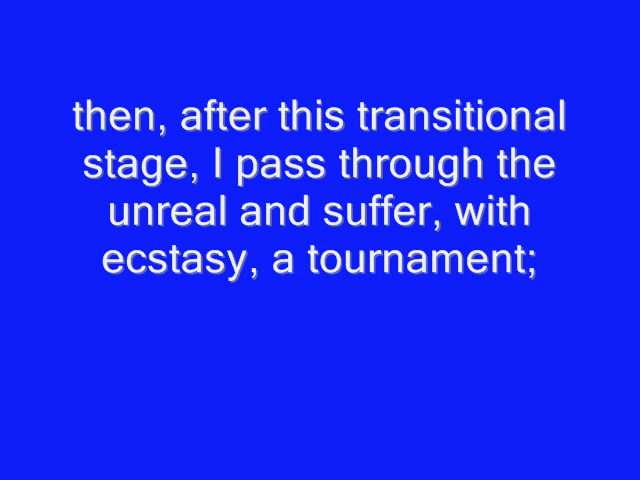 then, after this transitional
stage, I pass through the
unreal and suffer, with
ecstasy, a tournament;